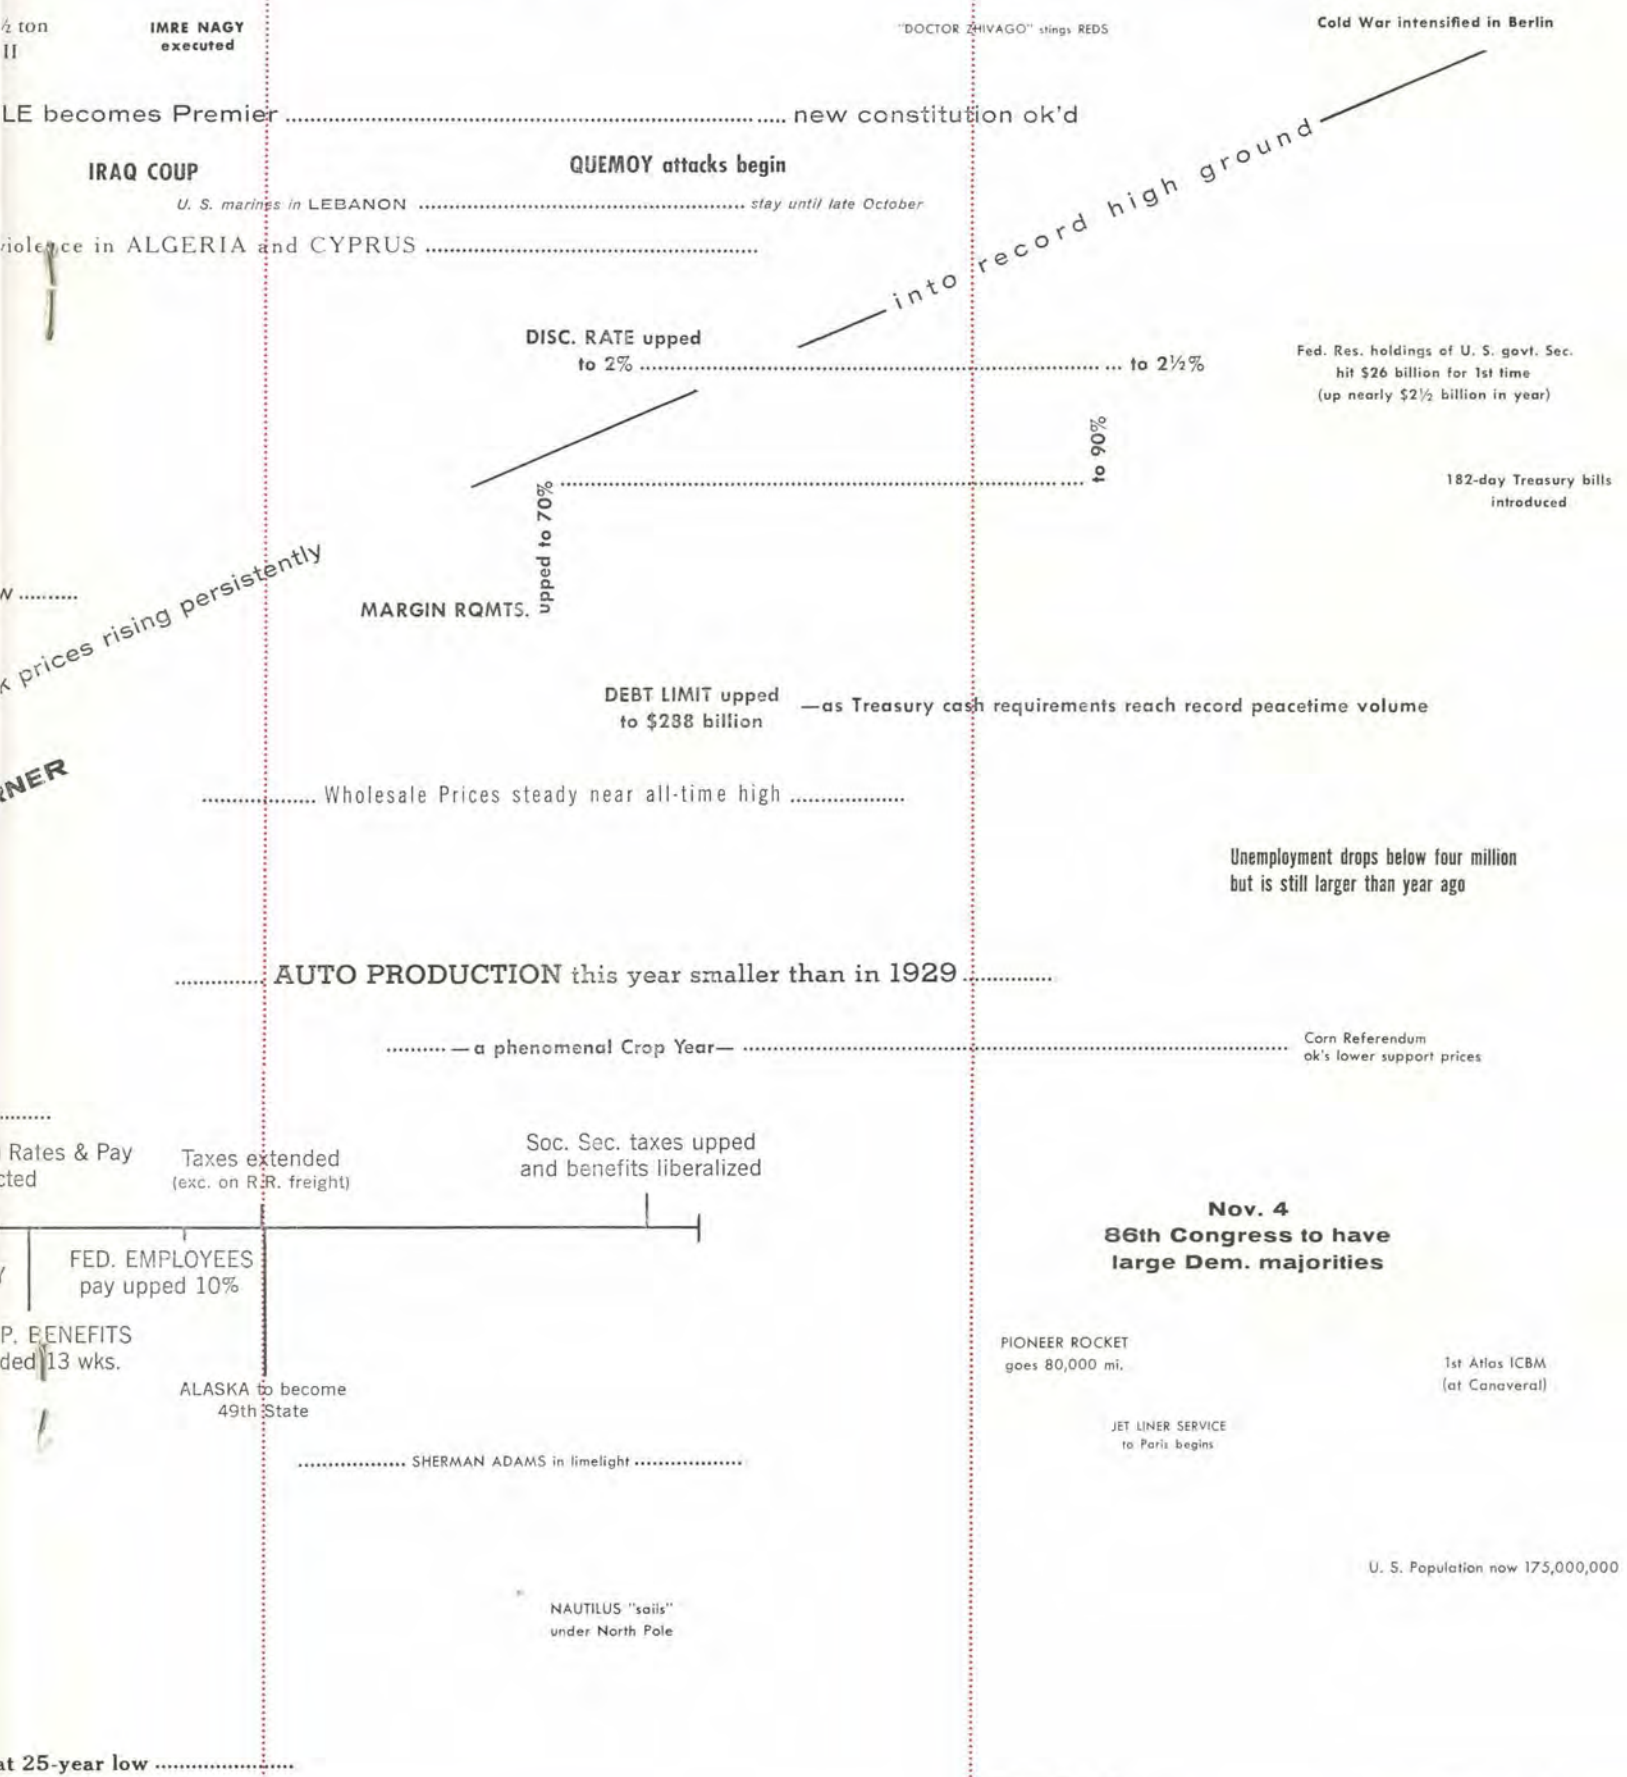 ½ ton
II
IMRE NAGY
executed
"DOCTOR ZHIVAGO" stings REDS
Cold War intensified in Berlin
LE becomes Premier ........ new constitution ok'd
IRAQ COUP
QUEMOY attacks begin
U. S. marines in LEBANON ........ stay until late October
violence in ALGERIA and CYPRUS ........
into record high ground
DISC. RATE upped
to 2% ........ to 2½%
Fed. Res. holdings of U. S. govt. Sec.
hit $26 billion for 1st time
(up nearly $2½ billion in year)
MARGIN RQMTS. upped to 70% ........ to 90%
182-day Treasury bills
introduced
W ........
k prices rising persistently
DEBT LIMIT upped
to $288 billion
—as Treasury cash requirements reach record peacetime volume
RNER
........ Wholesale Prices steady near all-time high ........
Unemployment drops below four million
but is still larger than year ago
........ AUTO PRODUCTION this year smaller than in 1929 ........
........ —a phenomenal Crop Year— ........
Corn Referendum
ok's lower support prices
Rates & Pay
cted
Taxes extended
(exc. on R.R. freight)
Soc. Sec. taxes upped
and benefits liberalized
Y
FED. EMPLOYEES
pay upped 10%
Nov. 4
86th Congress to have
large Dem. majorities
P. BENEFITS
ded 13 wks.
PIONEER ROCKET
goes 80,000 mi.
1st Atlas ICBM
(at Canaveral)
ALASKA to become
49th State
JET LINER SERVICE
to Paris begins
........ SHERMAN ADAMS in limelight ........
U. S. Population now 175,000,000
NAUTILUS "sails"
under North Pole
at 25-year low ........